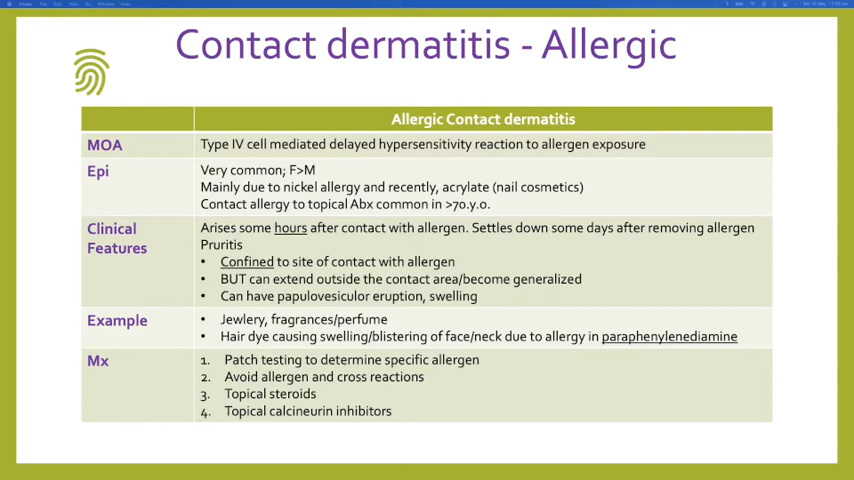 Contact dermatitis - Allergic
Allergic Contact dermatitis
MOA
Type IV cell mediated delayed hypersensitivity reaction to allergen exposure
Epi
Very common; F>M
Mainly due to nickel allergy and recently, acrylate (nail cosmetics)
Contact allergy to topical Abx common in >70.y.o.
Clinical
Features
Arises some hours after contact with allergen. Settles down some days after removing allergen
Pruritis
• Confined to site of contact with allergen
• BUT can extend outside the contact area/become generalized
• Can have papulovesiculor eruption, swelling
Example
• Jewlery, fragrances/perfume
• Hair dye causing swelling/blistering of face/neck due to allergy in paraphenylenediamine
Mx
1. Patch testing to determine specific allergen
2. Avoid allergen and cross reactions
3. Topical steroids
4. Topical calcineurin inhibitors